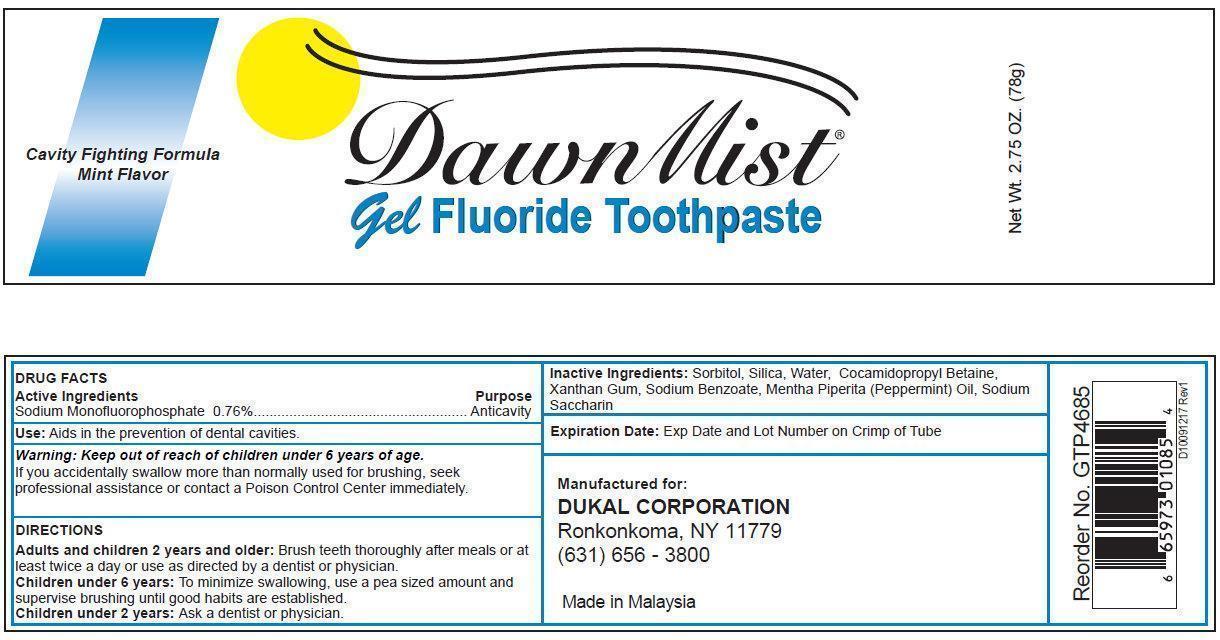 Cavity Fighting Formula
Mint Flavor
DawnMist®
Gel Fluoride Toothpaste
Net Wt. 2.75 OZ. (78g)
DRUG FACTS
Active Ingredients Purpose
Sodium Monofluorophosphate 0.76%.................................................... Anticavity
Use: Aids in the prevention of dental cavities.
Warning: Keep out of reach of children under 6 years of age.
If you accidentally swallow more than normally used for brushing, seek
professional assistance or contact a Poison Control Center immediately.
DIRECTIONS
Adults and children 2 years and older: Brush teeth thoroughly after meals or at
least twice a day or use as directed by a dentist or physician.
Children under 6 years: To minimize swallowing, use a pea sized amount and
supervise brushing until good habits are established.
Children under 2 years: Ask a dentist or physician.
Inactive Ingredients: Sorbitol, Silica, Water, Cocamidopropyl Betaine,
Xanthan Gum, Sodium Benzoate, Mentha Piperita (Peppermint) Oil, Sodium
Saccharin
Expiration Date: Exp Date and Lot Number on Crimp of Tube
Manufactured for:
DUKAL CORPORATION
Ronkonkoma, NY 11779
(631) 656 - 3800
Made in Malaysia
Reorder No. GTP4685
6 65973 01085 4
D10091217 Rev1